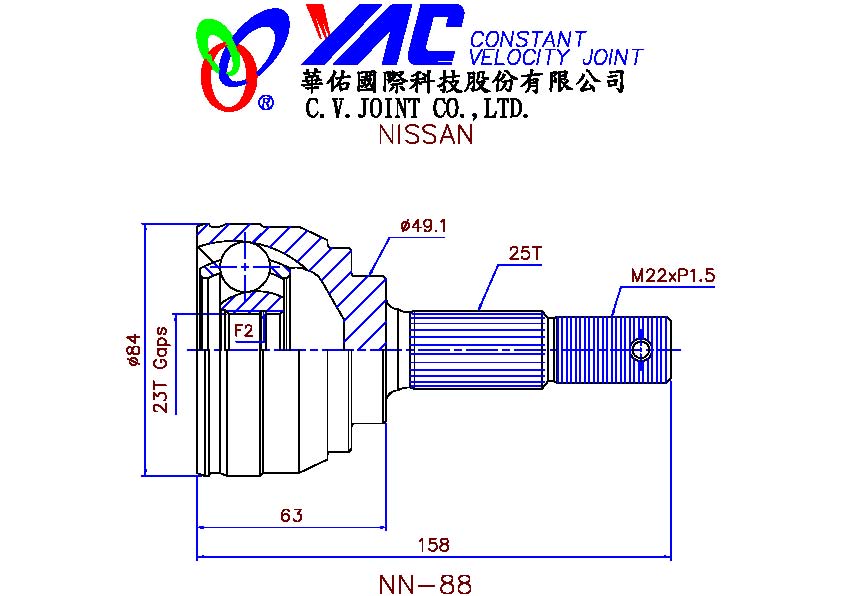 YAC CONSTANT
VELOCITY JOINT
®
華佑國際科技股份有限公司
C.V.JOINT CO.,LTD.
NISSAN
ø49.1
25T
M22xP1.5
F2
ø84
23T Gaps
63
158
NN-88